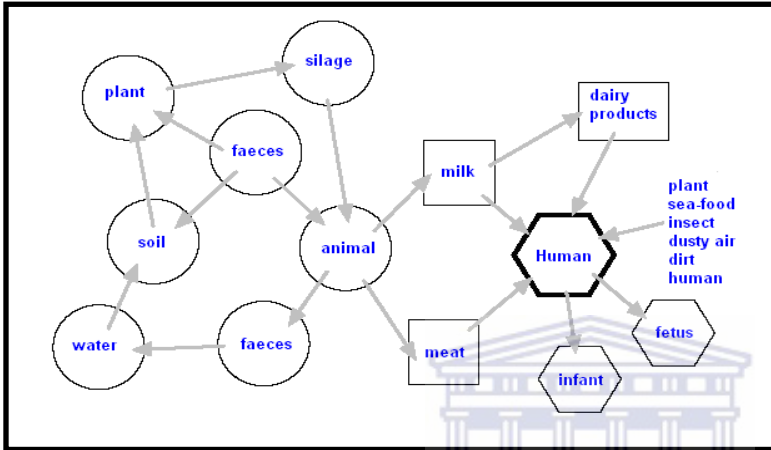 silage
plant
dairy
products
faeces
milk
plant
sea-food
insect
dusty air
dirt
human
soil
animal
Human
water
faeces
meat
fetus
infant